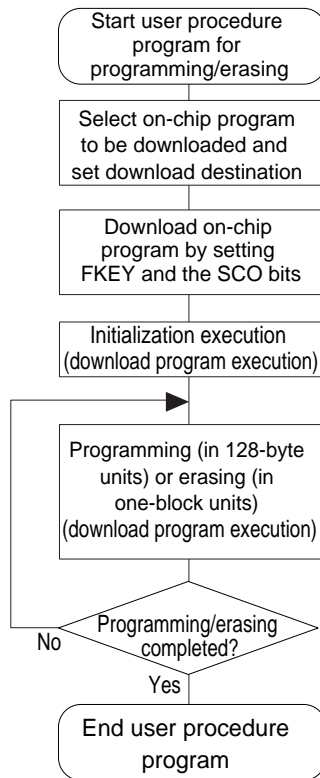 Start user procedure
program for
programming/erasing
Select on-chip program
to be downloaded and
set download destination
Download on-chip
program by setting
FKEY and the SCO bits
Initialization execution
(download program execution)
Programming (in 128-byte
units) or erasing (in
one-block units)
(download program execution)
Programming/erasing
completed?
No
Yes
End user procedure
program